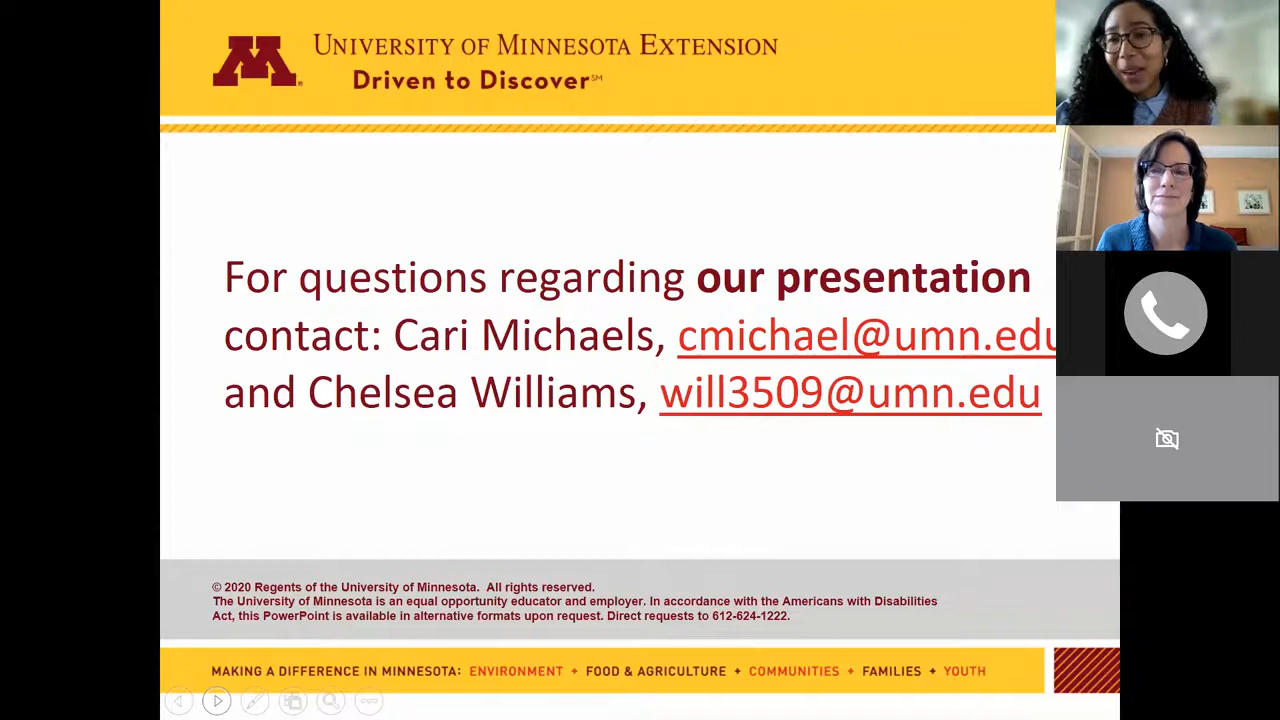 UNIVERSITY OF MINNESOTA EXTENSION
Driven to Discover℠
For questions regarding our presentation
contact: Cari Michaels, cmichael@umn.edu
and Chelsea Williams, will3509@umn.edu
© 2020 Regents of the University of Minnesota. All rights reserved.
The University of Minnesota is an equal opportunity educator and employer. In accordance with the Americans with Disabilities
Act, this PowerPoint is available in alternative formats upon request. Direct requests to 612-624-1222.
MAKING A DIFFERENCE IN MINNESOTA: ENVIRONMENT + FOOD & AGRICULTURE + COMMUNITIES + FAMILIES + YOUTH